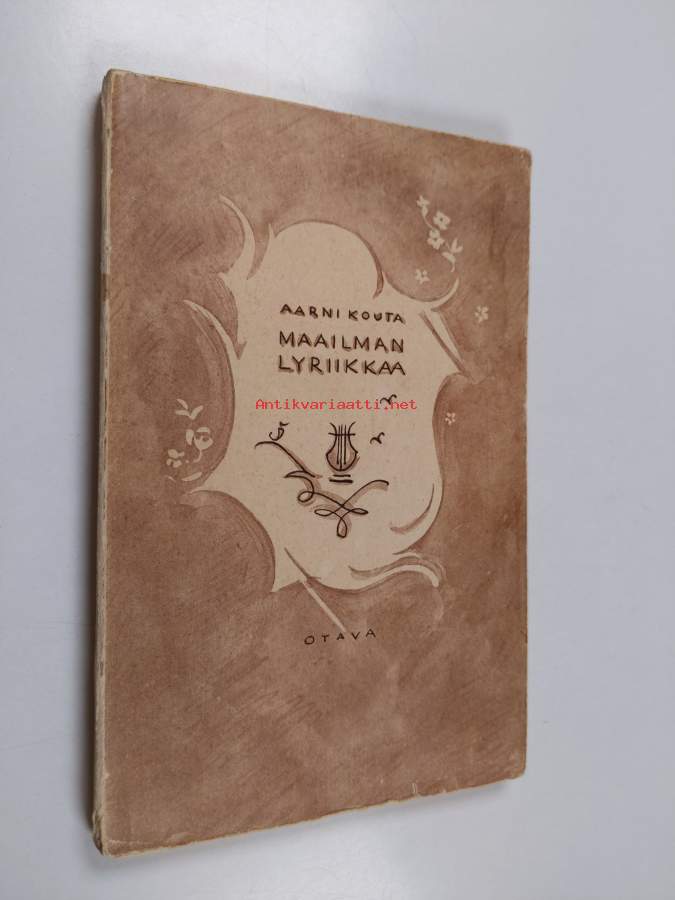 AARNI KOUTA
MAAILMAN
LYRIIKKAA
Antikvariaatti.net
OTAVA